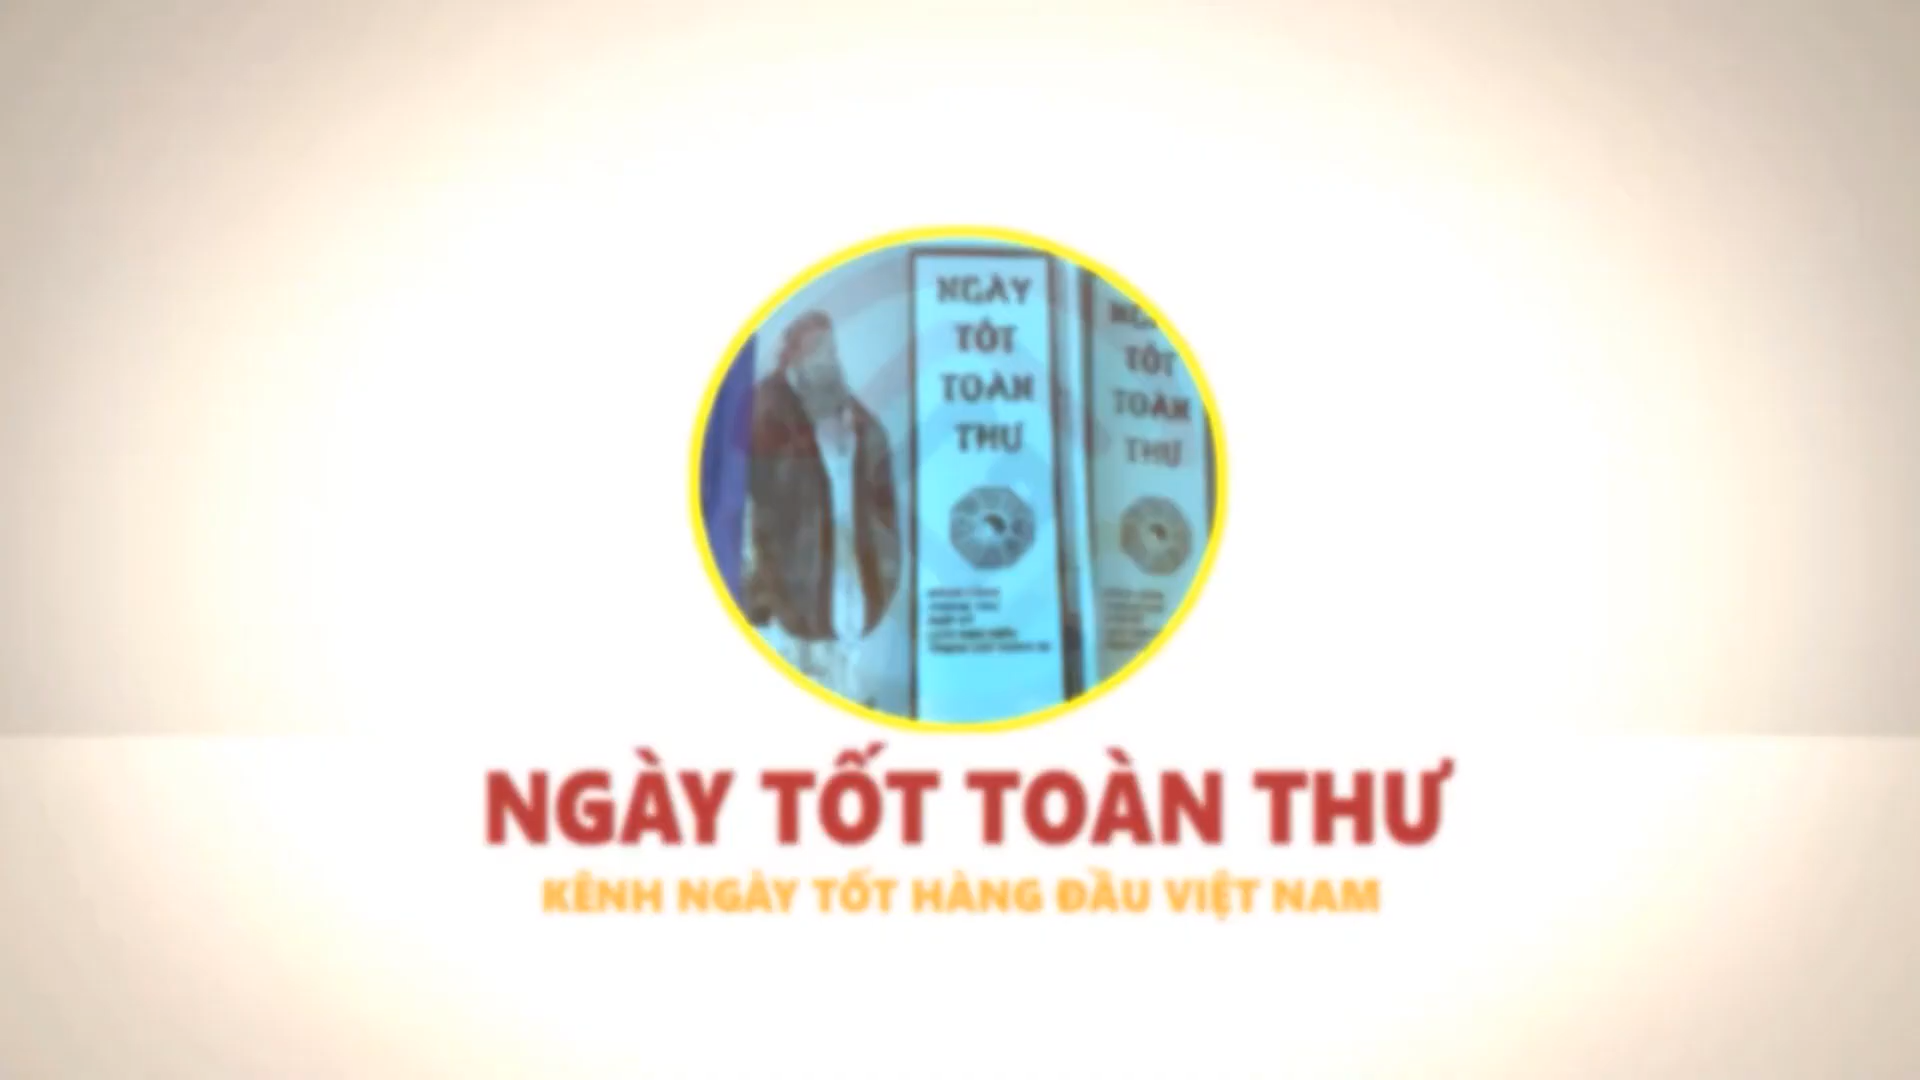 NGÀY
TỐT
TOÀN
THƯ
TỐT
TOÀN
THƯ
NGÀY TỐT TOÀN THƯ
KÊNH NGÀY TỐT HÀNG ĐẦU VIỆT NAM